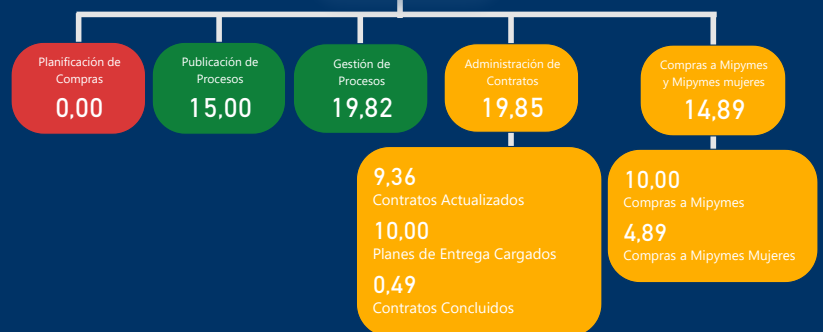 Planificación de
Compras
0,00
Publicación de
Procesos
15,00
Gestión de
Procesos
19,82
Administración de
Contratos
19,85
Compras a Mipymes
y Mipymes mujeres
14,89
9,36
Contratos Actualizados
10,00
Planes de Entrega Cargados
0,49
Contratos Concluidos
10,00
Compras a Mipymes
4,89
Compras a Mipymes Mujeres